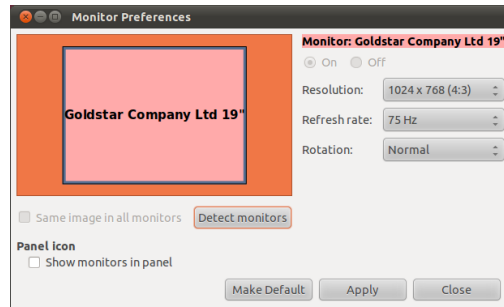 Monitor Preferences
Goldstar Company Ltd 19"
Monitor: Goldstar Company Ltd 19"
On Off
Resolution: 1024 x 768 (4:3)
Refresh rate: 75 Hz
Rotation: Normal
Same image in all monitors Detect monitors
Panel icon
Show monitors in panel
Make Default Apply Close